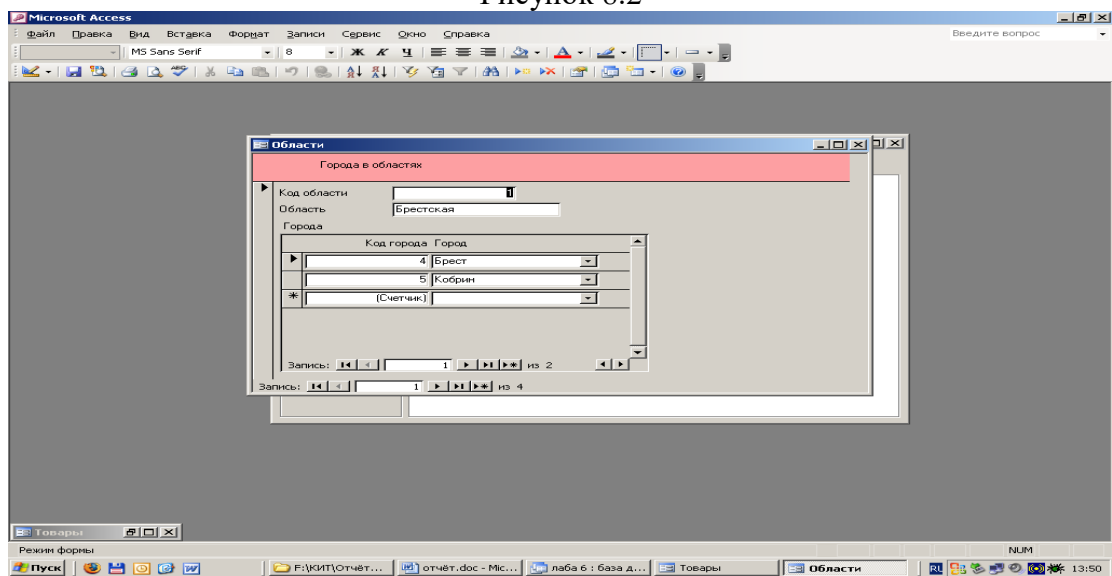 Рисунок 6.2
Microsoft Access
Файл Правка Вид Вставка Формат Записи Сервис Окно Справка Введите вопрос
MS Sans Serif 8 Ж К Ч
Области
Города в областях
Код области 1
Область Брестская
Города
Код города Город
4 Брест
5 Кобрин
(Счетчик)
Запись: 1 из 2
Запись: 1 из 4
Товары
Режим формы NUM
Пуск F:\КИТ\Отчёт... отчёт.doc - Mic... лаба 6 : база д... Товары Области RL 13:50